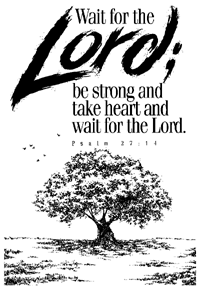 Wait for the
Lord;
be strong and
take heart and
wait for the Lord.
Psalm 27:14